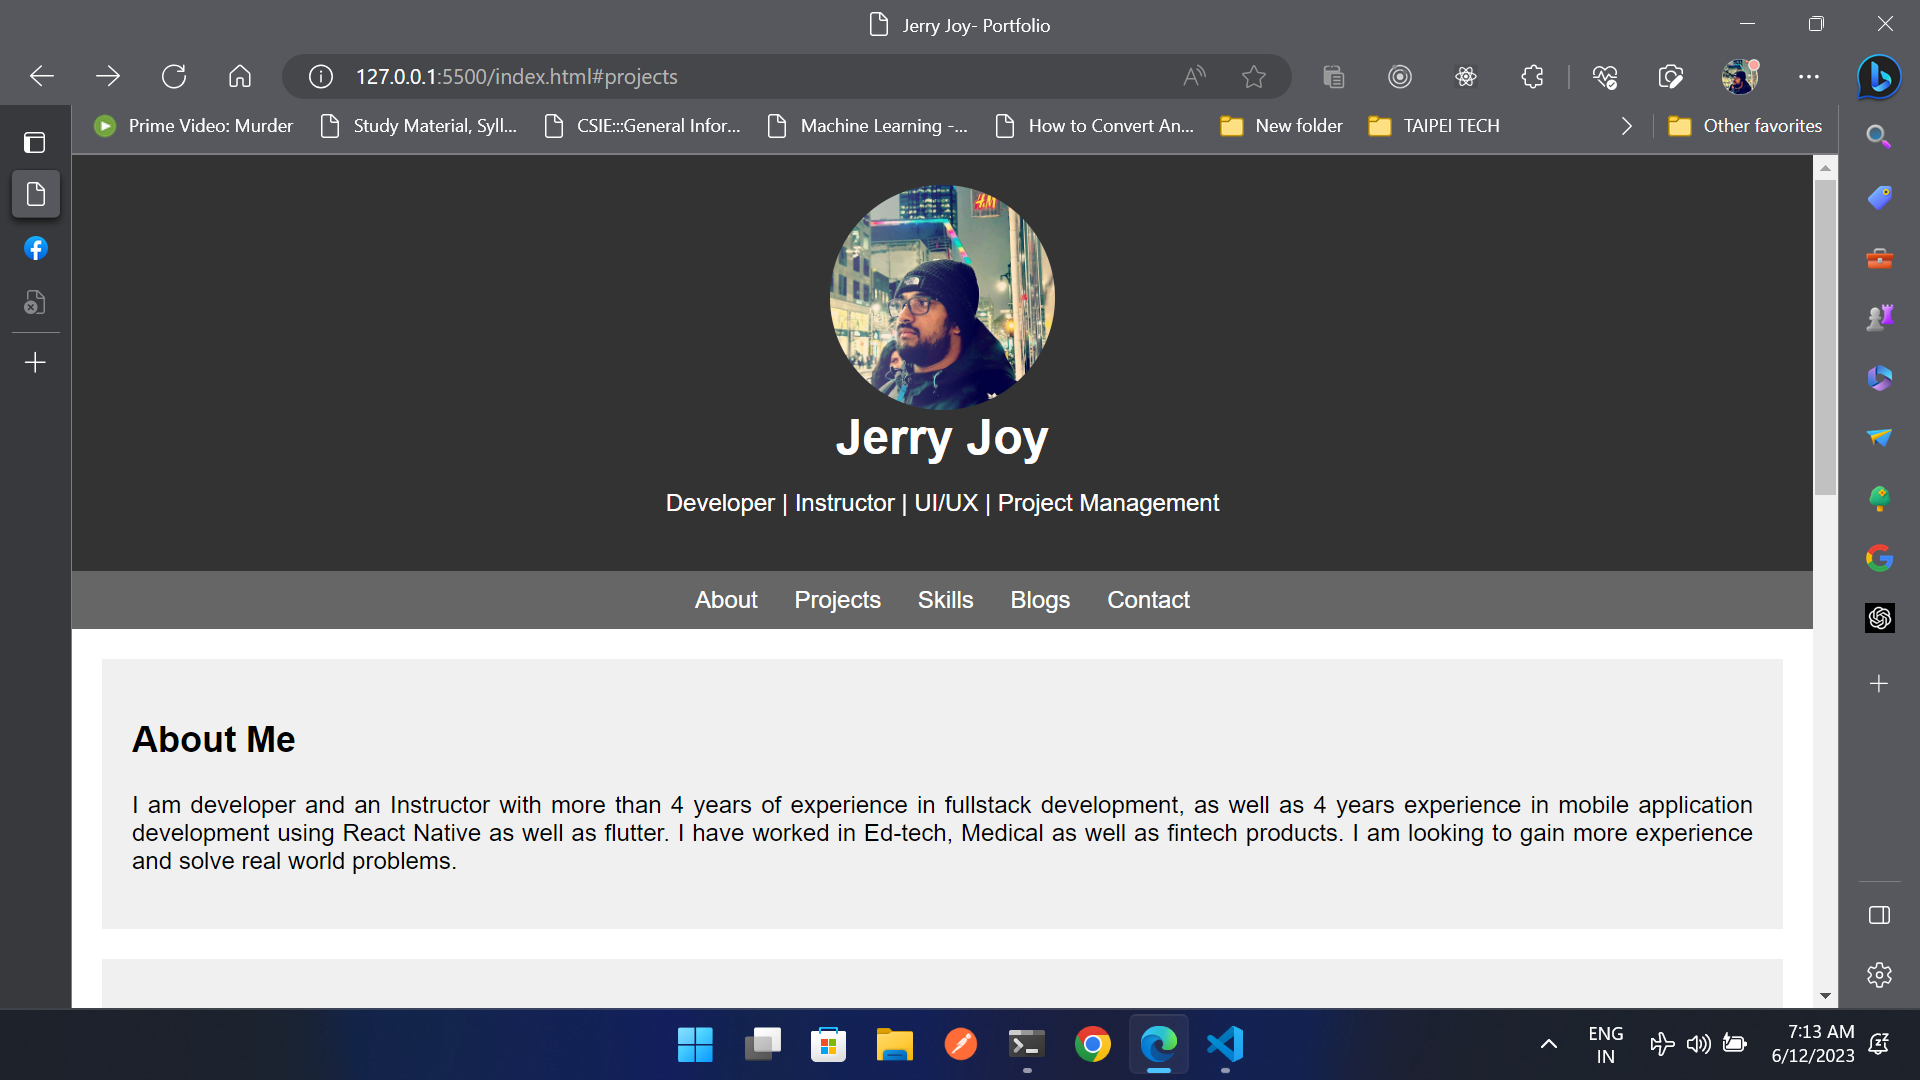 Jerry Joy- Portfolio
127.0.0.1:5500/index.html#projects
Prime Video: Murder
Study Material, Syll...
CSIE:::General Infor...
Machine Learning -...
How to Convert An...
New folder
TAIPEI TECH
Other favorites
H&M
Jerry Joy
Developer | Instructor | UI/UX | Project Management
About
Projects
Skills
Blogs
Contact
About Me
I am developer and an Instructor with more than 4 years of experience in fullstack development, as well as 4 years experience in mobile application
development using React Native as well as flutter. I have worked in Ed-tech, Medical as well as fintech products. I am looking to gain more experience
and solve real world problems.
ENG
IN
7:13 AM
6/12/2023